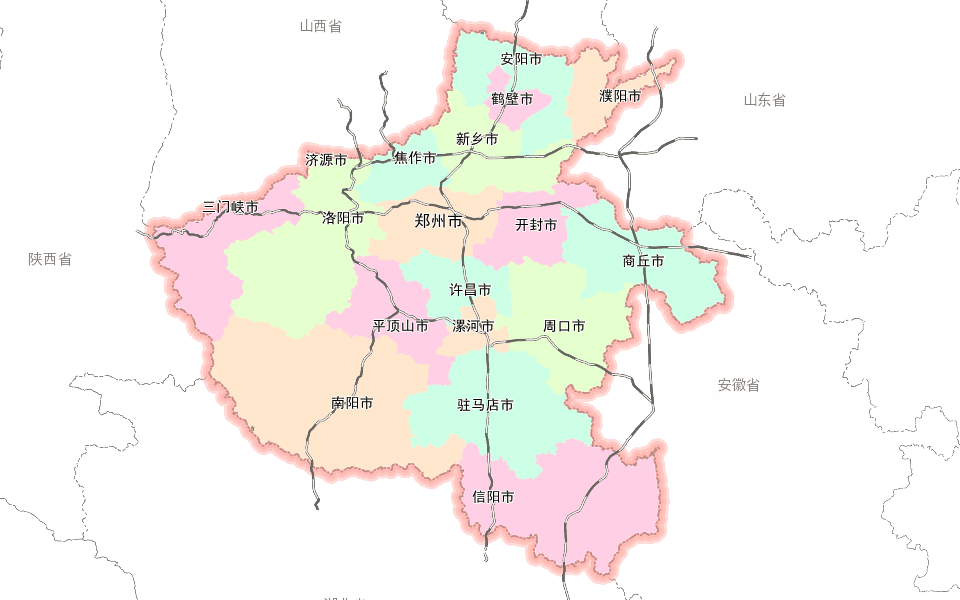 山西省
安阳市
濮阳市
鹤壁市
山东省
新乡市
济源市
焦作市
三门峡市
洛阳市
郑州市
开封市
陕西省
商丘市
许昌市
平顶山市
漯河市
周口市
安徽省
南阳市
驻马店市
信阳市